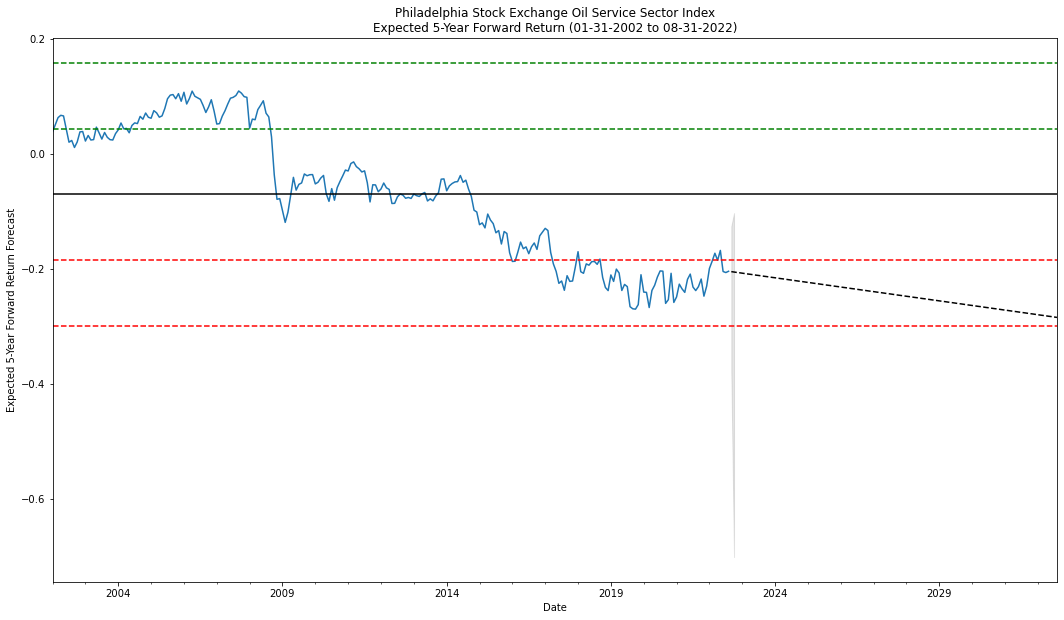 Philadelphia Stock Exchange Oil Service Sector Index
Expected 5-Year Forward Return (01-31-2002 to 08-31-2022)
Expected 5-Year Forward Return Forecast
0.2
0.0
−0.2
−0.4
−0.6
2004
2009
2014
2019
2024
2029
Date